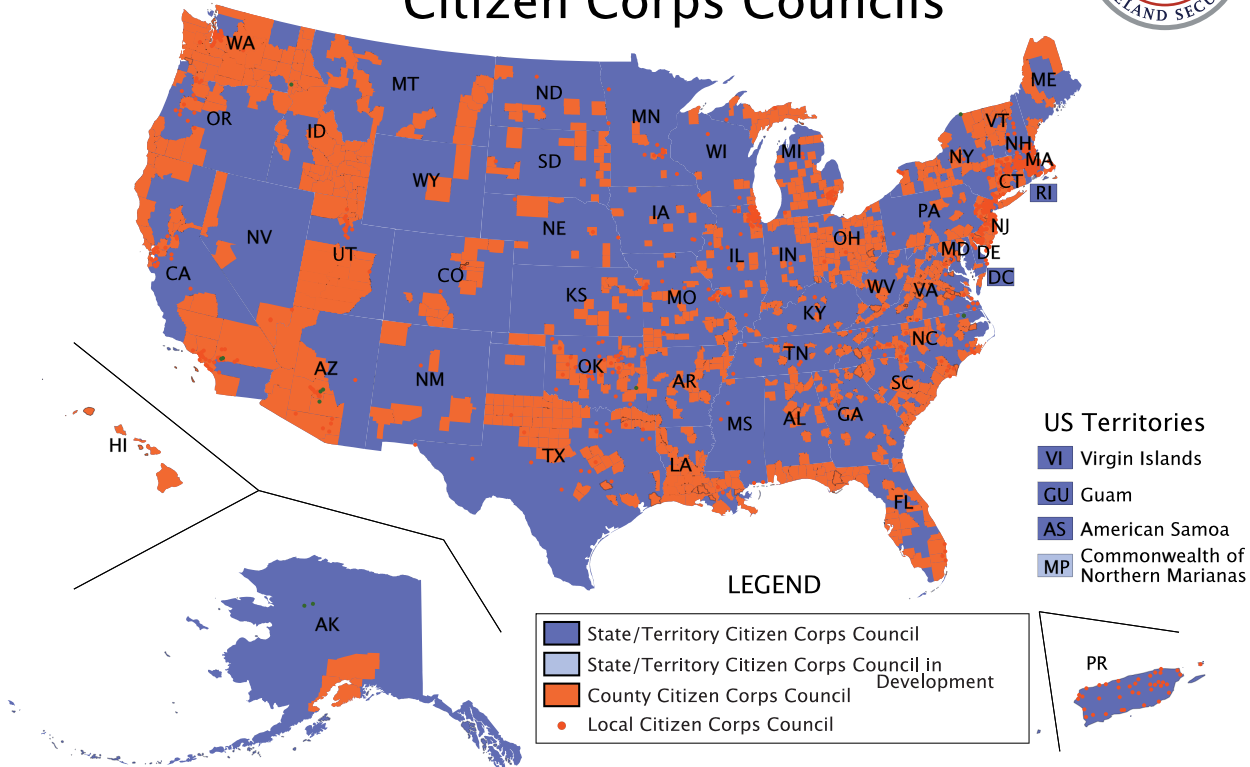 Citizen Corps Councils
WA
MT
ND
MN
ME
OR
ID
SD
WI
MI
VT
NH
NY
MA
WY
CT
RI
IA
NE
PA
NV
UT
NJ
OH
MD
DE
CA
CO
IL
IN
DC
KS
MO
WV
VA
KY
NC
AZ
NM
OK
AR
TN
SC
HI
MS
AL
GA
TX
LA
FL
AK
PR
US Territories
VI Virgin Islands
GU Guam
AS American Samoa
MP Commonwealth of
Northern Marianas
LEGEND
State/Territory Citizen Corps Council
State/Territory Citizen Corps Council in
Development
County Citizen Corps Council
Local Citizen Corps Council